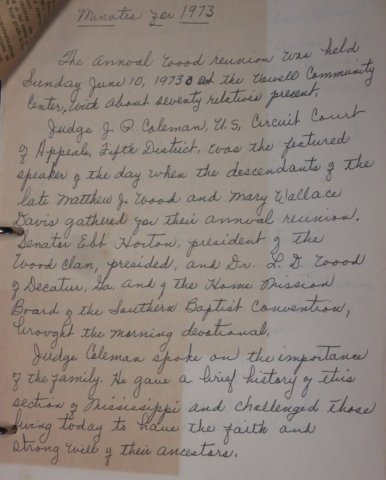 Minutes for 1973
The Annual Wood reunion was held
Sunday June 10, 1973 at the Vowell Community
Center, with about seventy relatives present.
Judge J. P. Coleman, U.S. Circuit Court
of Appeals, Fifth District, was the featured
speaker of the day when the descendants of the
late Matthew J. Wood and Mary Wallace
Davis gathered for their annual reunion.
Senator Ebb Horton, president of the
Wood clan, presided, and Dr. L. D. Wood
of Decatur, Ga. and of the Home Mission
Board of the Southern Baptist Convention,
brought the morning devotional.
Judge Coleman spoke on the importance
of the family. He gave a brief history of this
section of Mississippi and challenged those
living today to have the faith and
strong will of their ancestors.